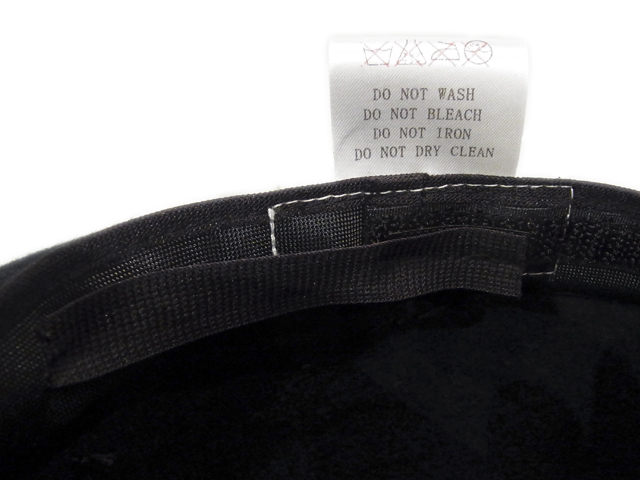 DO NOT WASH
DO NOT BLEACH
DO NOT IRON
DO NOT DRY CLEAN